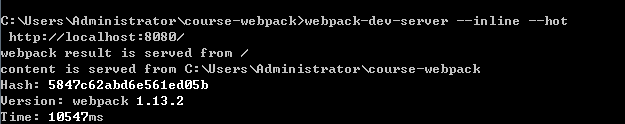 C:\Users\Administrator\course-webpack>webpack-dev-server --inline --hot
http://localhost:8080/
webpack result is served from /
content is served from C:\Users\Administrator\course-webpack
Hash: 5847c62abd6e561ed05b
Version: webpack 1.13.2
Time: 10547ms